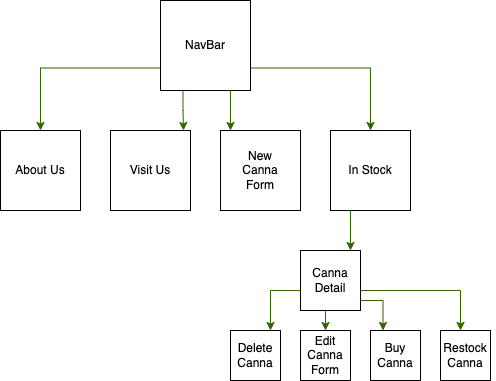 NavBar
About Us
Visit Us
New
Canna
Form
In Stock
Canna
Detail
Delete
Canna
Edit
Canna
Form
Buy
Canna
Restock
Canna